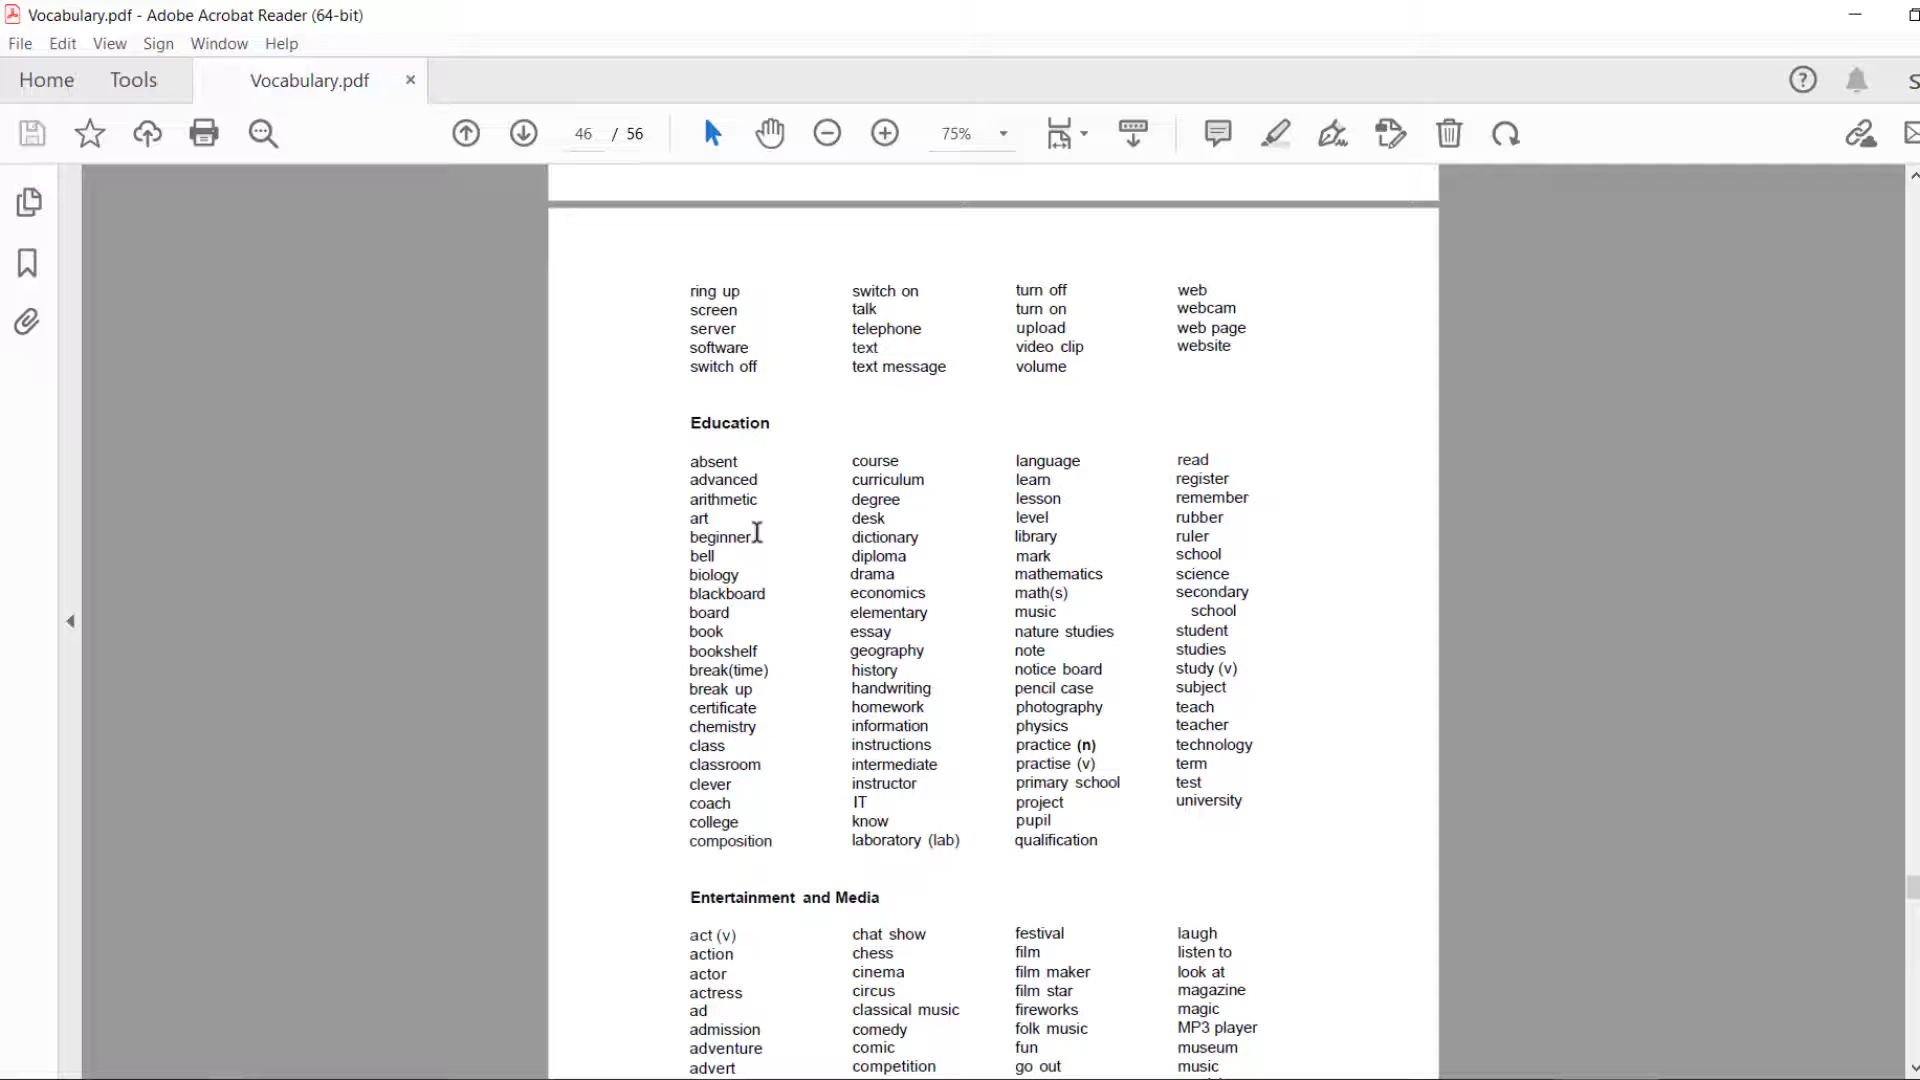 Vocabulary.pdf - Adobe Acrobat Reader (64-bit)
File Edit View Sign Window Help
Home Tools Vocabulary.pdf ×
46 / 56 75%
ring up switch on turn off web
screen talk turn on webcam
server telephone upload web page
software text video clip website
switch off text message volume
Education
absent course language read
advanced curriculum learn register
arithmetic degree lesson remember
art desk level rubber
beginner dictionary library ruler
bell diploma mark school
biology drama mathematics science
blackboard economics math(s) secondary
board elementary music school
book essay nature studies student
bookshelf geography note studies
break(time) history notice board study (v)
break up handwriting pencil case subject
certificate homework photography teach
chemistry information physics teacher
class instructions practice (n) technology
classroom intermediate practise (v) term
clever instructor primary school test
coach IT project university
college know pupil
composition laboratory (lab) qualification
Entertainment and Media
act (v) chat show festival laugh
action chess film listen to
actor cinema film maker look at
actress circus film star magazine
ad classical music fireworks magic
admission comedy folk music MP3 player
adventure comic fun museum
advert competition go out music